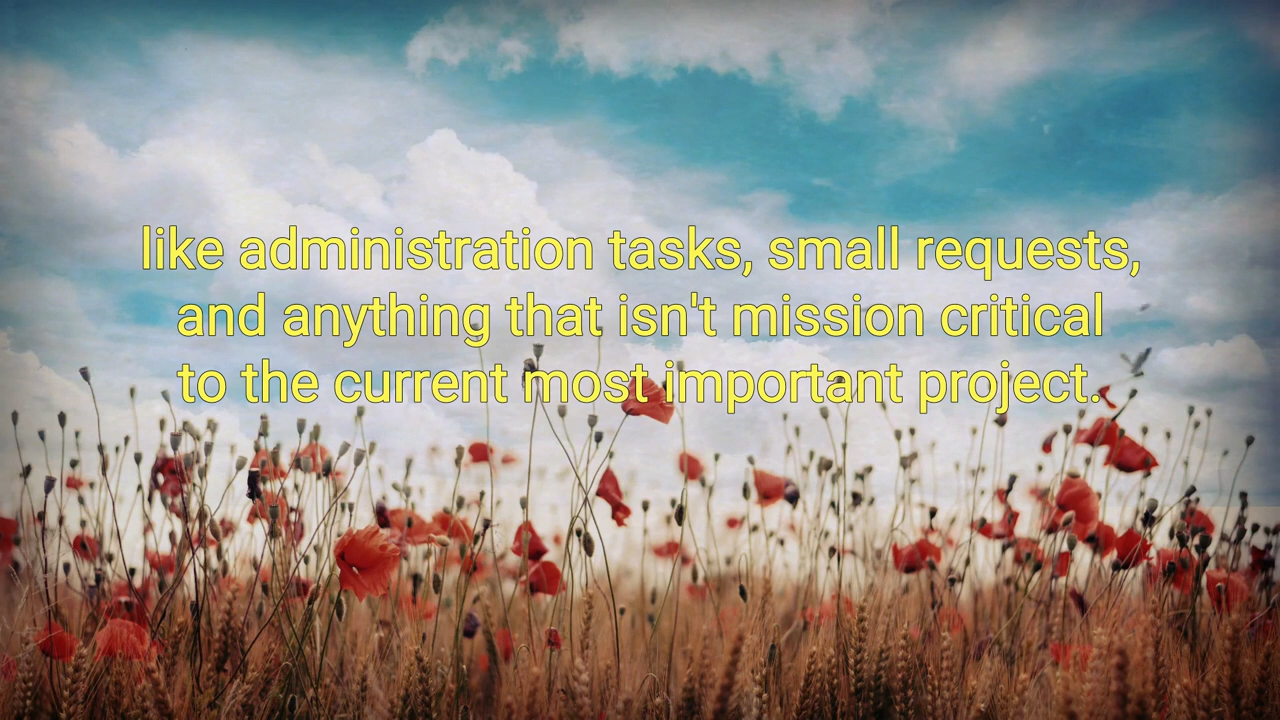 like administration tasks, small requests,
and anything that isn't mission critical
to the current most important project.